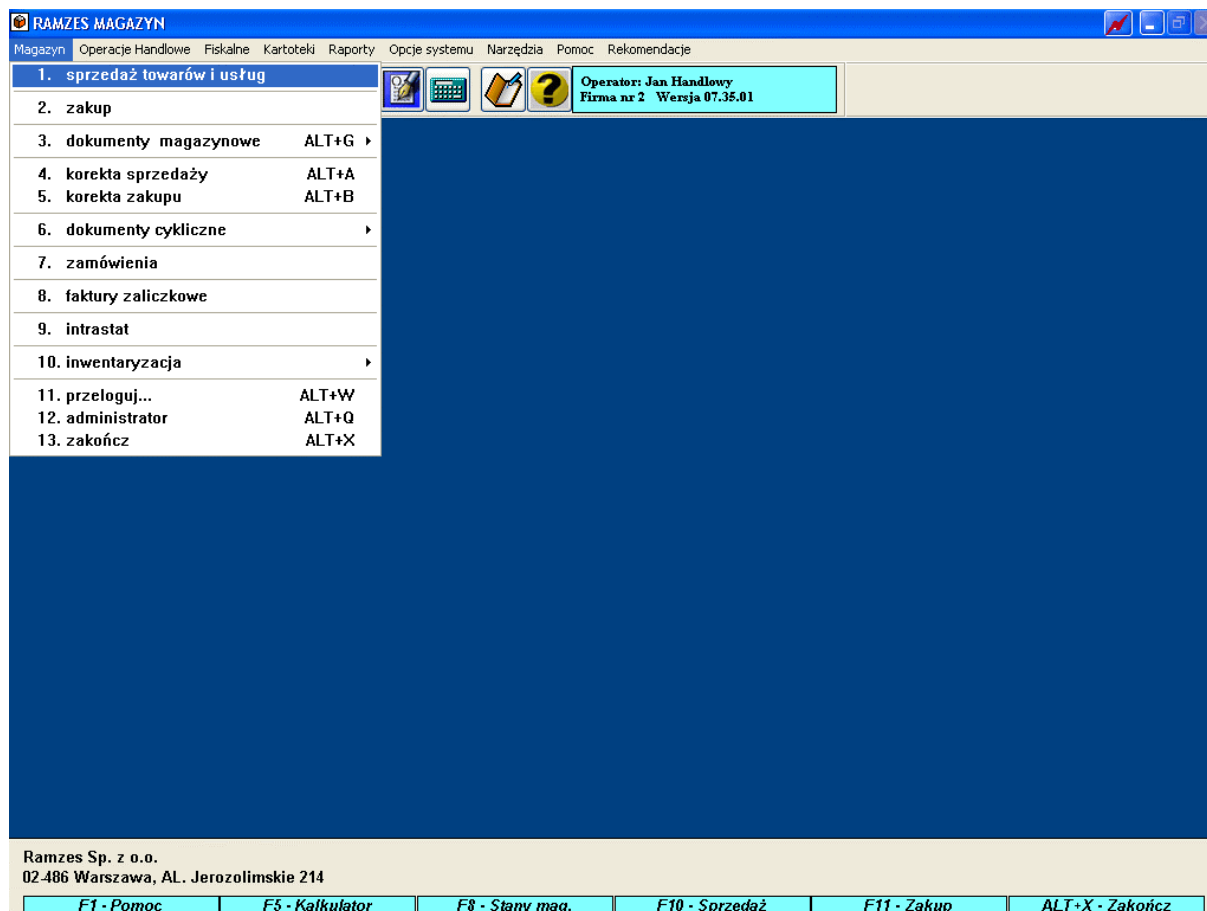 RAMZES MAGAZYN
Magazyn Operacje Handlowe Fiskalne Kartoteki Raporty Opcje systemu Narzędzia Pomoc Rekomendacje
1. sprzedaż towarów i usług
Operator: Jan Handlowy
Firma nr 2 Wersja 07.35.01
2. zakup
3. dokumenty magazynowe ALT+G
4. korekta sprzedaży ALT+A
5. korekta zakupu ALT+B
6. dokumenty cykliczne
7. zamówienia
8. faktury zaliczkowe
9. intrastat
10. inwentaryzacja
11. przeloguj... ALT+W
12. administrator ALT+Q
13. zakończ ALT+X
Ramzes Sp. z o.o.
02-486 Warszawa, AL. Jerozolimskie 214
F1 - Pomoc F5 - Kalkulator F8 - Stany mag. F10 - Sprzedaż F11 - Zakup ALT+X - Zakończ